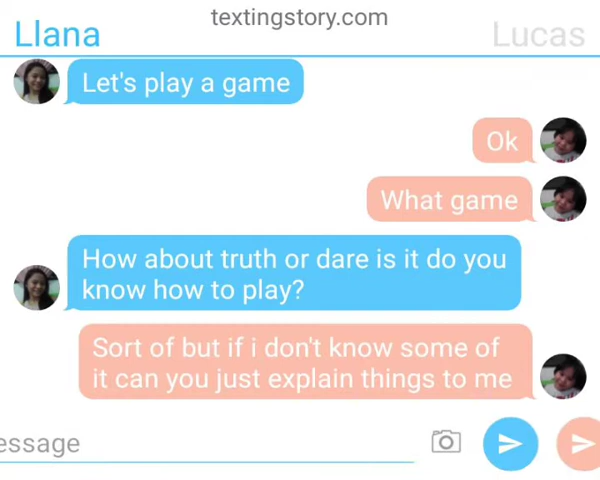 textingstory.com
Llana
Lucas
Let's play a game
Ok
What game
How about truth or dare is it do you
know how to play?
Sort of but if i don't know some of
it can you just explain things to me
essage